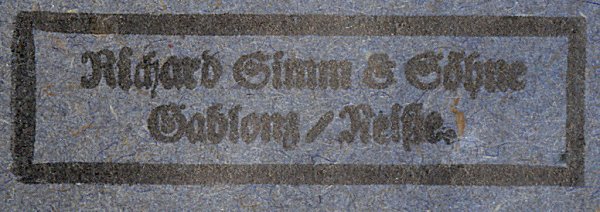 Richard Simm & Söhne
Gablonz / Neiße.